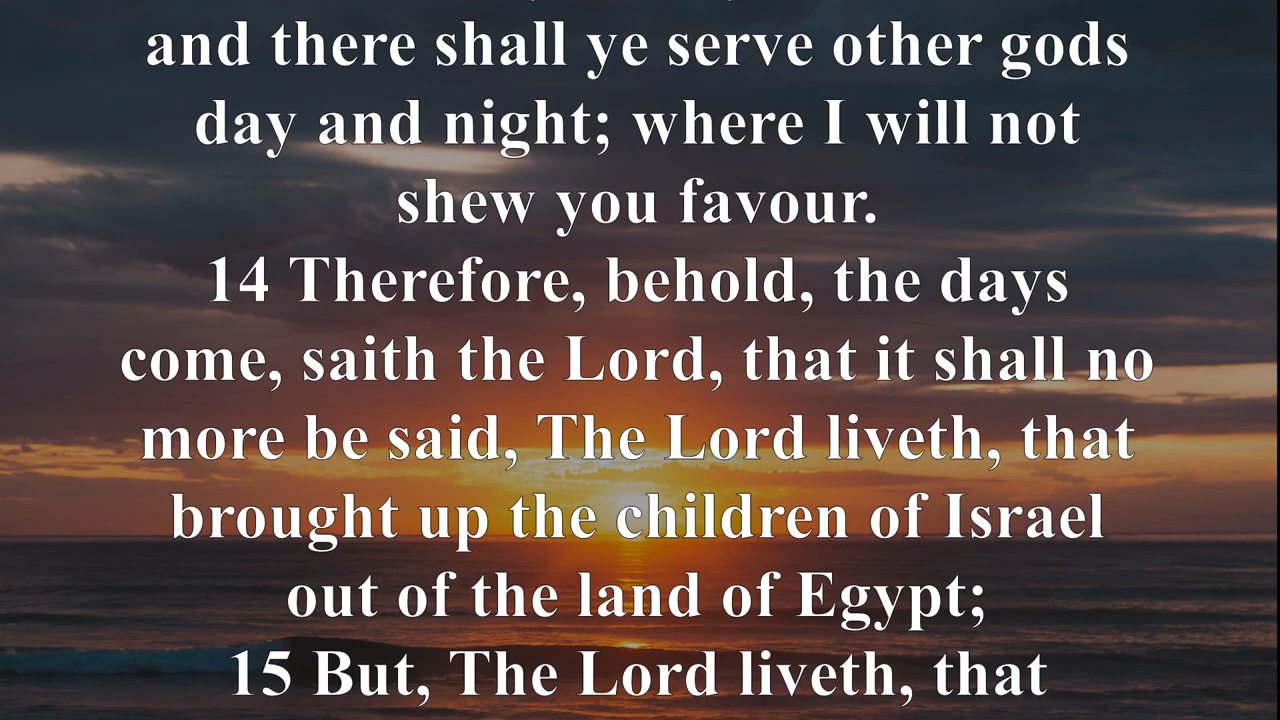 and there shall ye serve other gods
day and night; where I will not
shew you favour.
14 Therefore, behold, the days
come, saith the Lord, that it shall no
more be said, The Lord liveth, that
brought up the children of Israel
out of the land of Egypt;
15 But, The Lord liveth, that